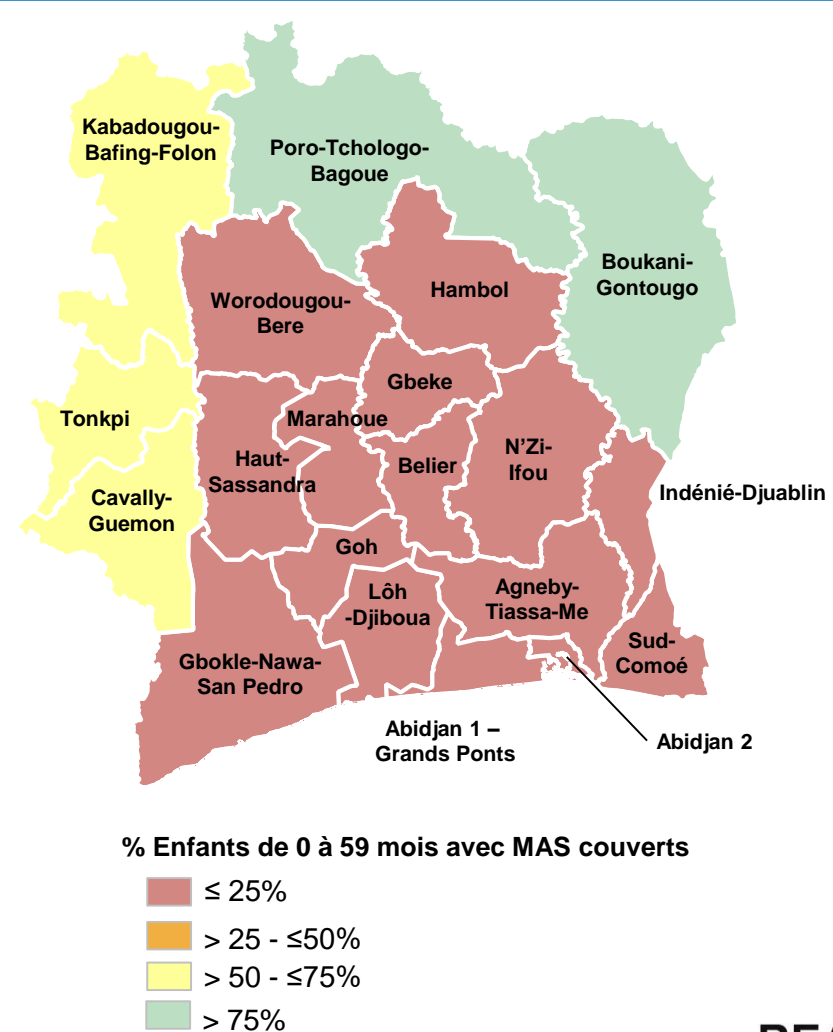 Kabadougou-
Bafing-Folon
Poro-Tchologo-
Bagoue
Boukani-
Gontougo
Hambol
Worodougou-
Bere
Gbeke
Marahoue
Tonkpi
N’Zi-
Ifou
Haut-
Sassandra
Belier
Cavally-
Guemon
Indénié-Djuablin
Goh
Lôh
-Djiboua
Agneby-
Tiassa-Me
Sud-
Comoé
Gbokle-Nawa-
San Pedro
Abidjan 1 –
Grands Ponts
Abidjan 2
% Enfants de 0 à 59 mois avec MAS couverts
≤ 25%
> 25 - ≤50%
> 50 - ≤75%
> 75%